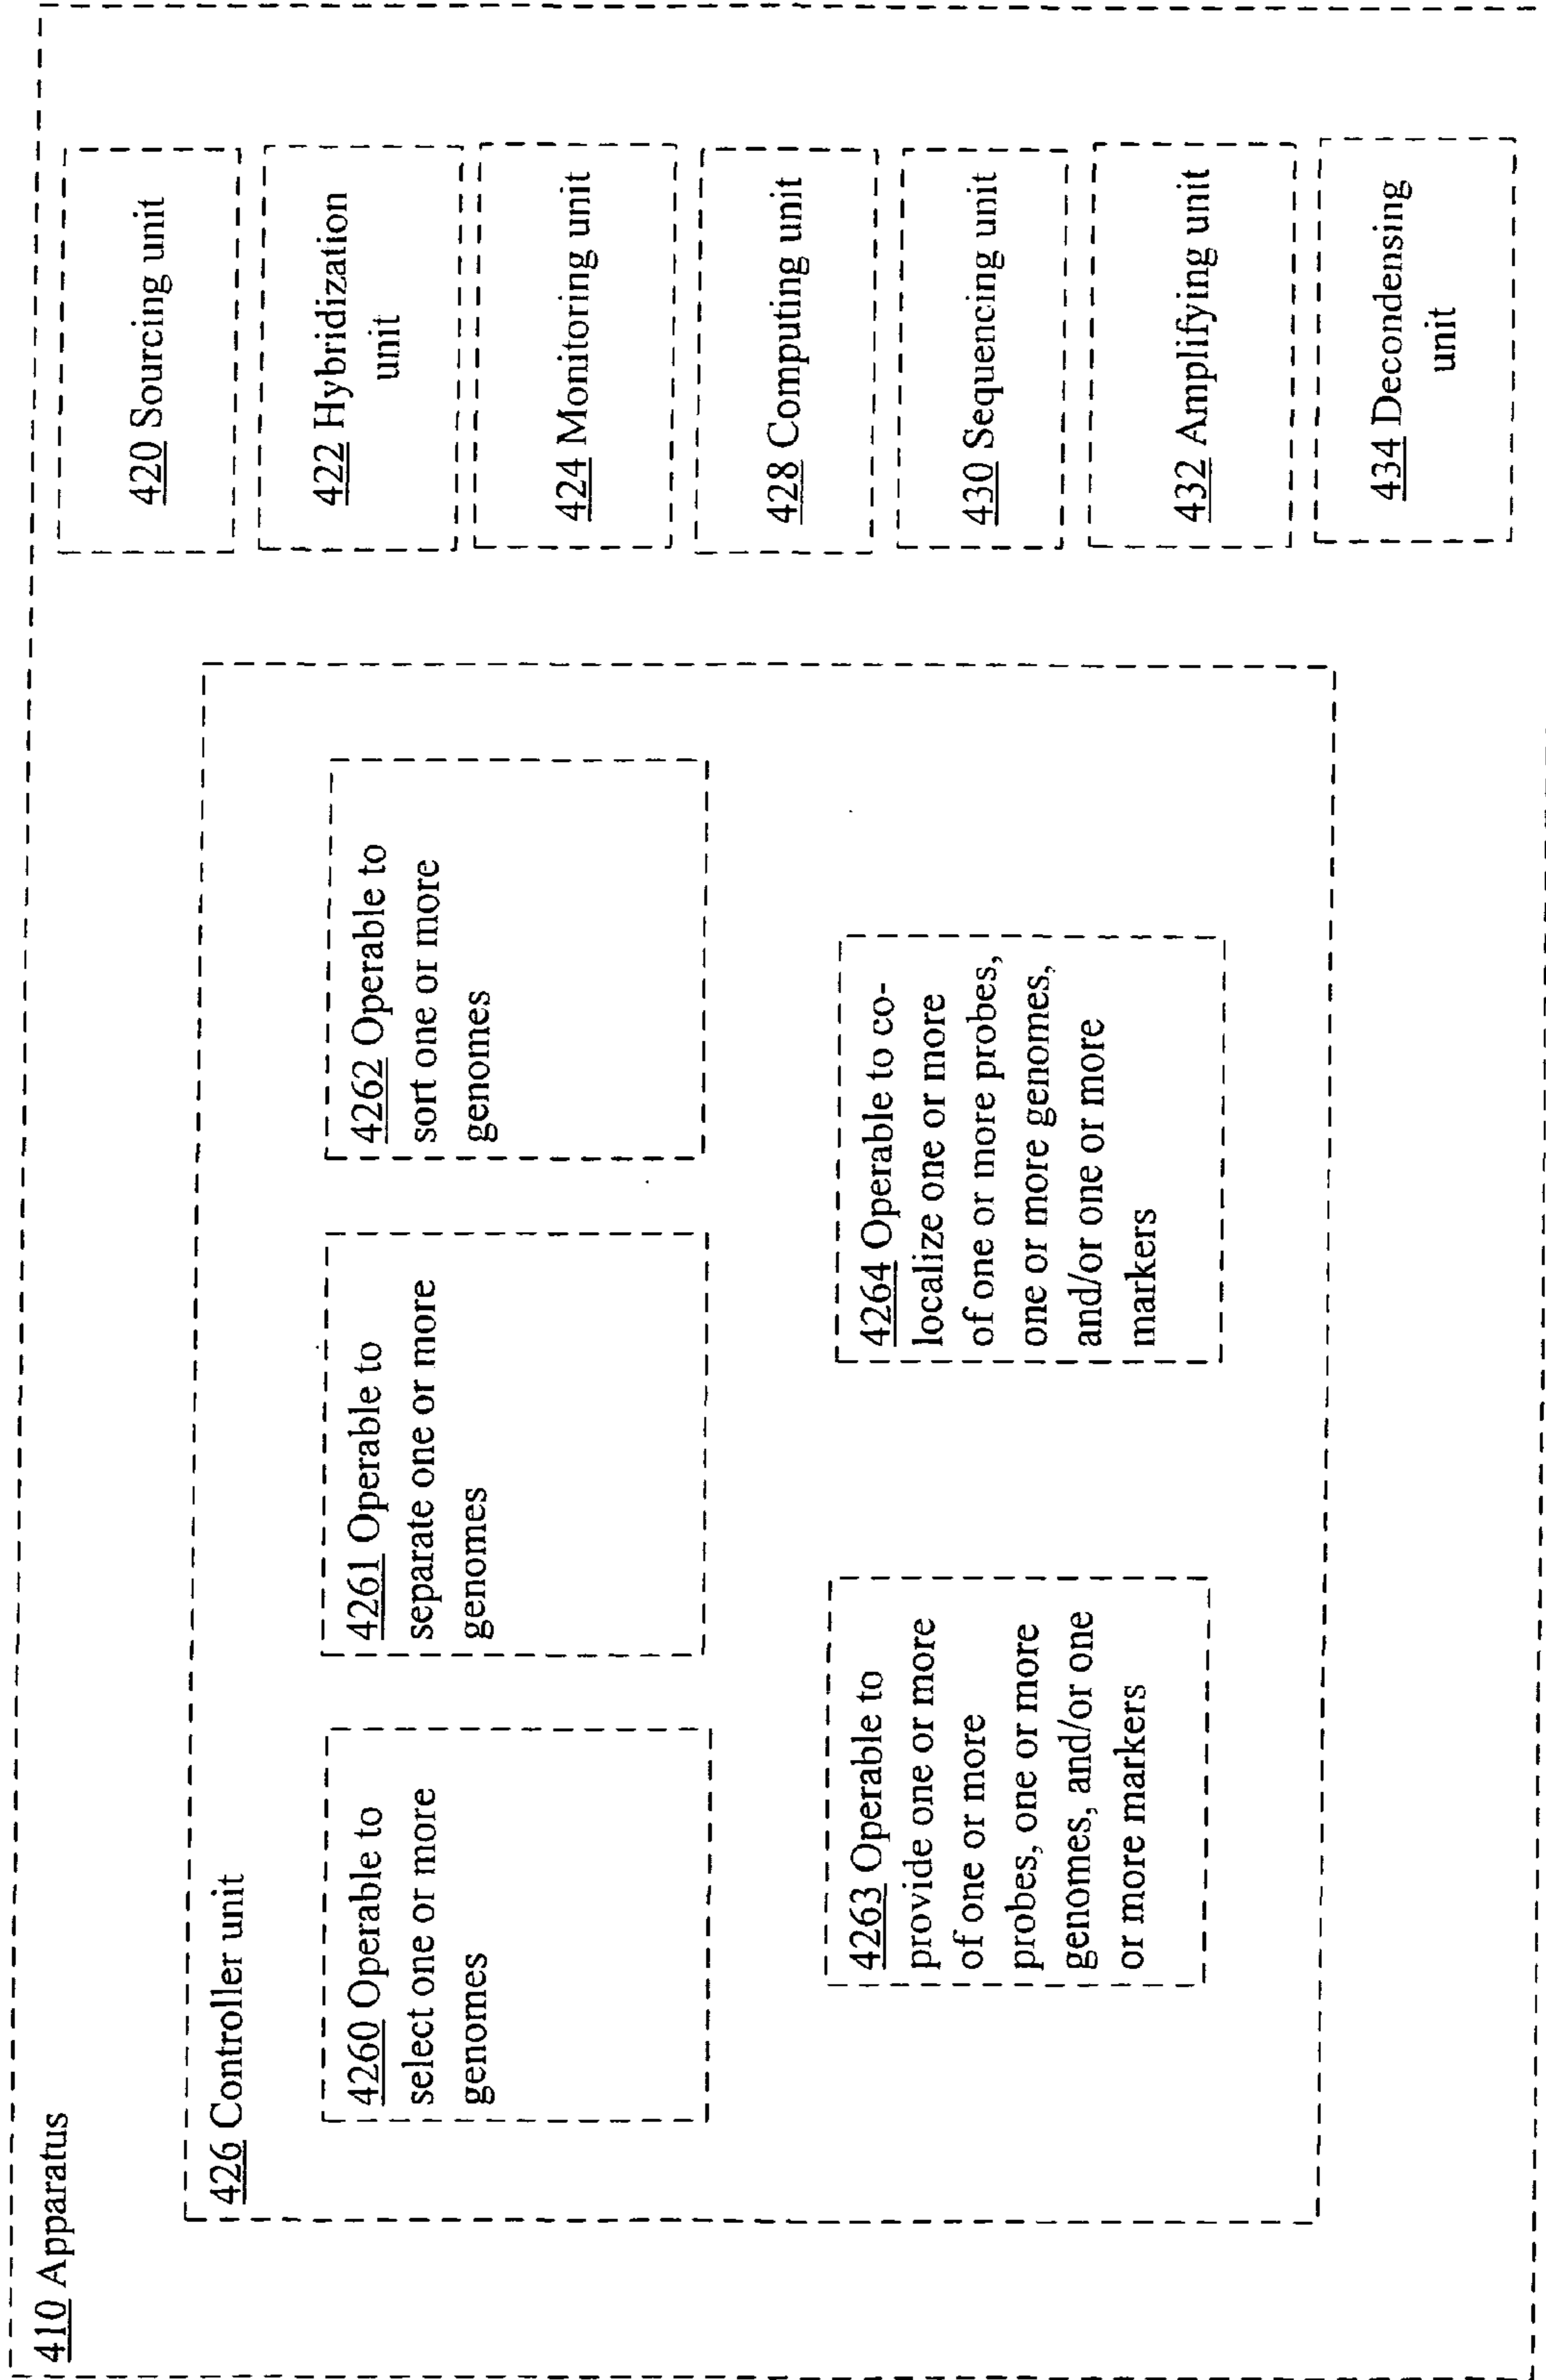 410 Apparatus
426 Controller unit
4260 Operable to
select one or more
genomes
4261 Operable to
separate one or more
genomes
4262 Operable to
sort one or more
genomes
4263 Operable to
provide one or more
of one or more
probes, one or more
genomes, and/or one
or more markers
4264 Operable to co-
localize one or more
of one or more probes,
one or more genomes,
and/or one or more
markers
420 Sourcing unit
422 Hybridization
unit
424 Monitoring unit
428 Computing unit
430 Sequencing unit
432 Amplifying unit
434 Decondensing
unit